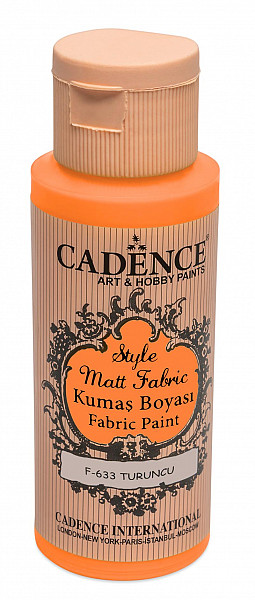 CADENCE
ART & HOBBY PAINTS
Style
Matt Fabric
Kumaş Boyası
Fabric Paint
F-633 TURUNCU
CADENCE INTERNATIONAL
LONDON-NEW YORK-PARIS-ISTANBUL-MOSCOW